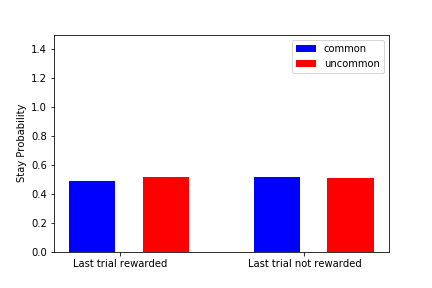 1.4
1.2
1.0
0.8
0.6
0.4
0.2
0.0
Stay Probability
common
uncommon
Last trial rewarded
Last trial not rewarded